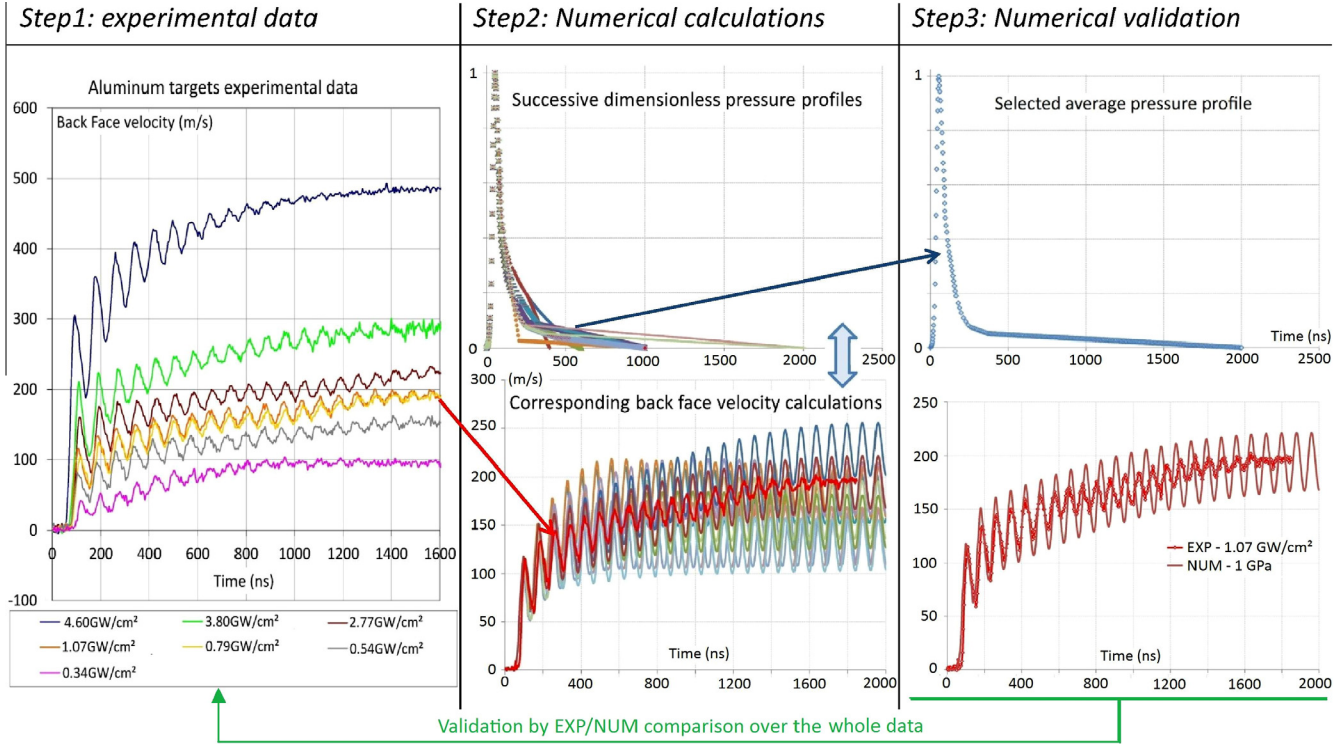 Step1: experimental data
Aluminum targets experimental data
Back Face velocity (m/s)
600
500
400
300
200
100
0
-100
0
200
400
600
800
1000
1200
1400
1600
Time (ns)
4.60GW/cm²
3.80GW/cm²
2.77GW/cm²
1.07GW/cm²
0.79GW/cm²
0.54GW/cm²
0.34GW/cm²
Step2: Numerical calculations
1
Successive dimensionless pressure profiles
0
0
500
1000
1500
2000
2500
300
(m/s)
Corresponding back face velocity calculations
250
200
150
100
50
0
Time (ns)
0
400
800
1200
1600
2000
Step3: Numerical validation
1
Selected average pressure profile
Time (ns)
0
0
500
1000
1500
2000
2500
250
200
150
100
50
0
EXP - 1.07 GW/cm²
NUM - 1 GPa
Time (ns)
0
400
800
1200
1600
2000
Validation by EXP/NUM comparison over the whole data